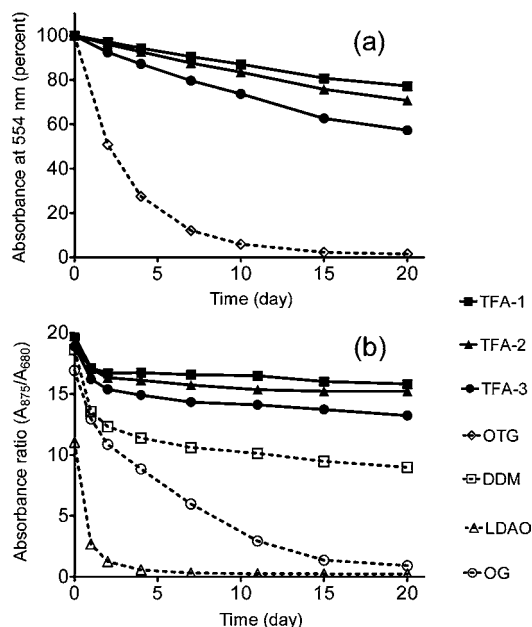 (a)
Absorbance at 554 nm (percent)
100
80
60
40
20
0
0 5 10 15 20
Time (day)
(b)
Absorbance ratio (A875/A680)
20
15
10
5
0
0 5 10 15 20
Time (day)
TFA-1
TFA-2
TFA-3
OTG
DDM
LDAO
OG